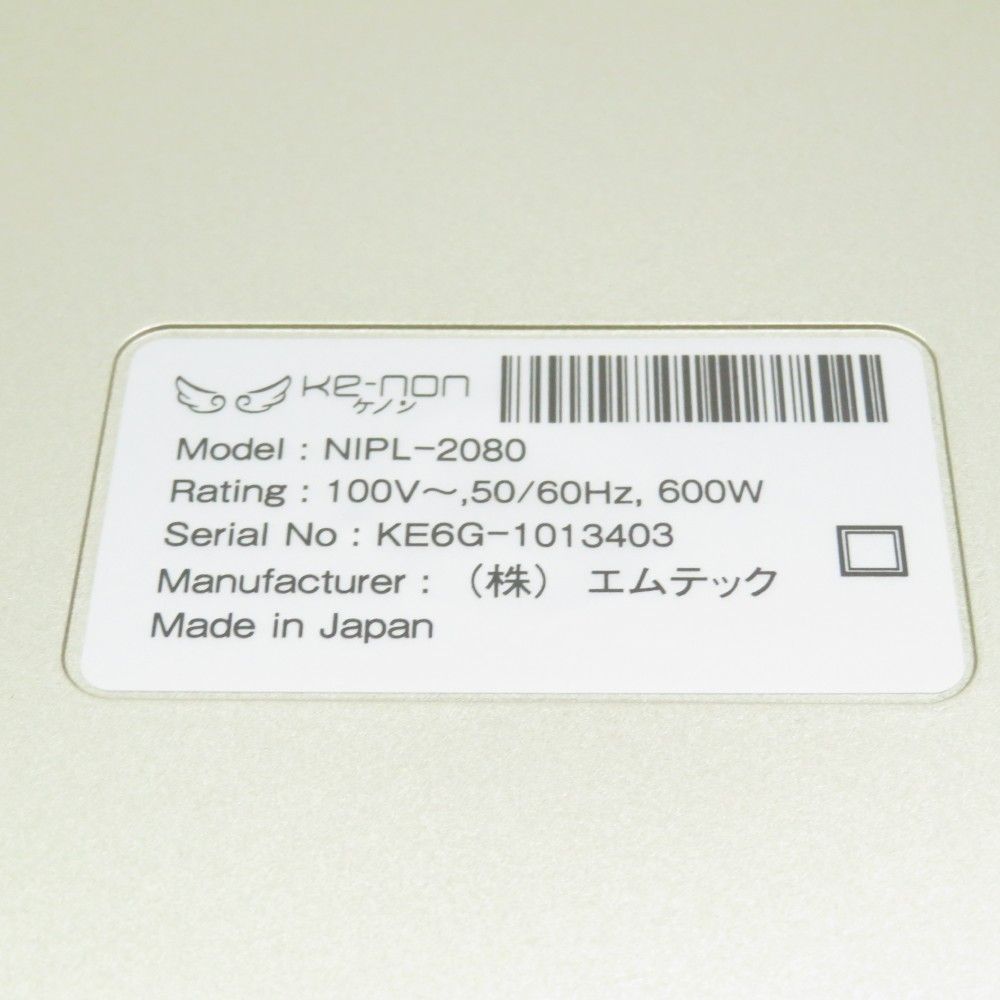 Ke-non
ケノン
Model : NIPL-2080
Rating : 100V～,50/60Hz, 600W
Serial No : KE6G-1013403
Manufacturer : （株） エムテック
Made in Japan